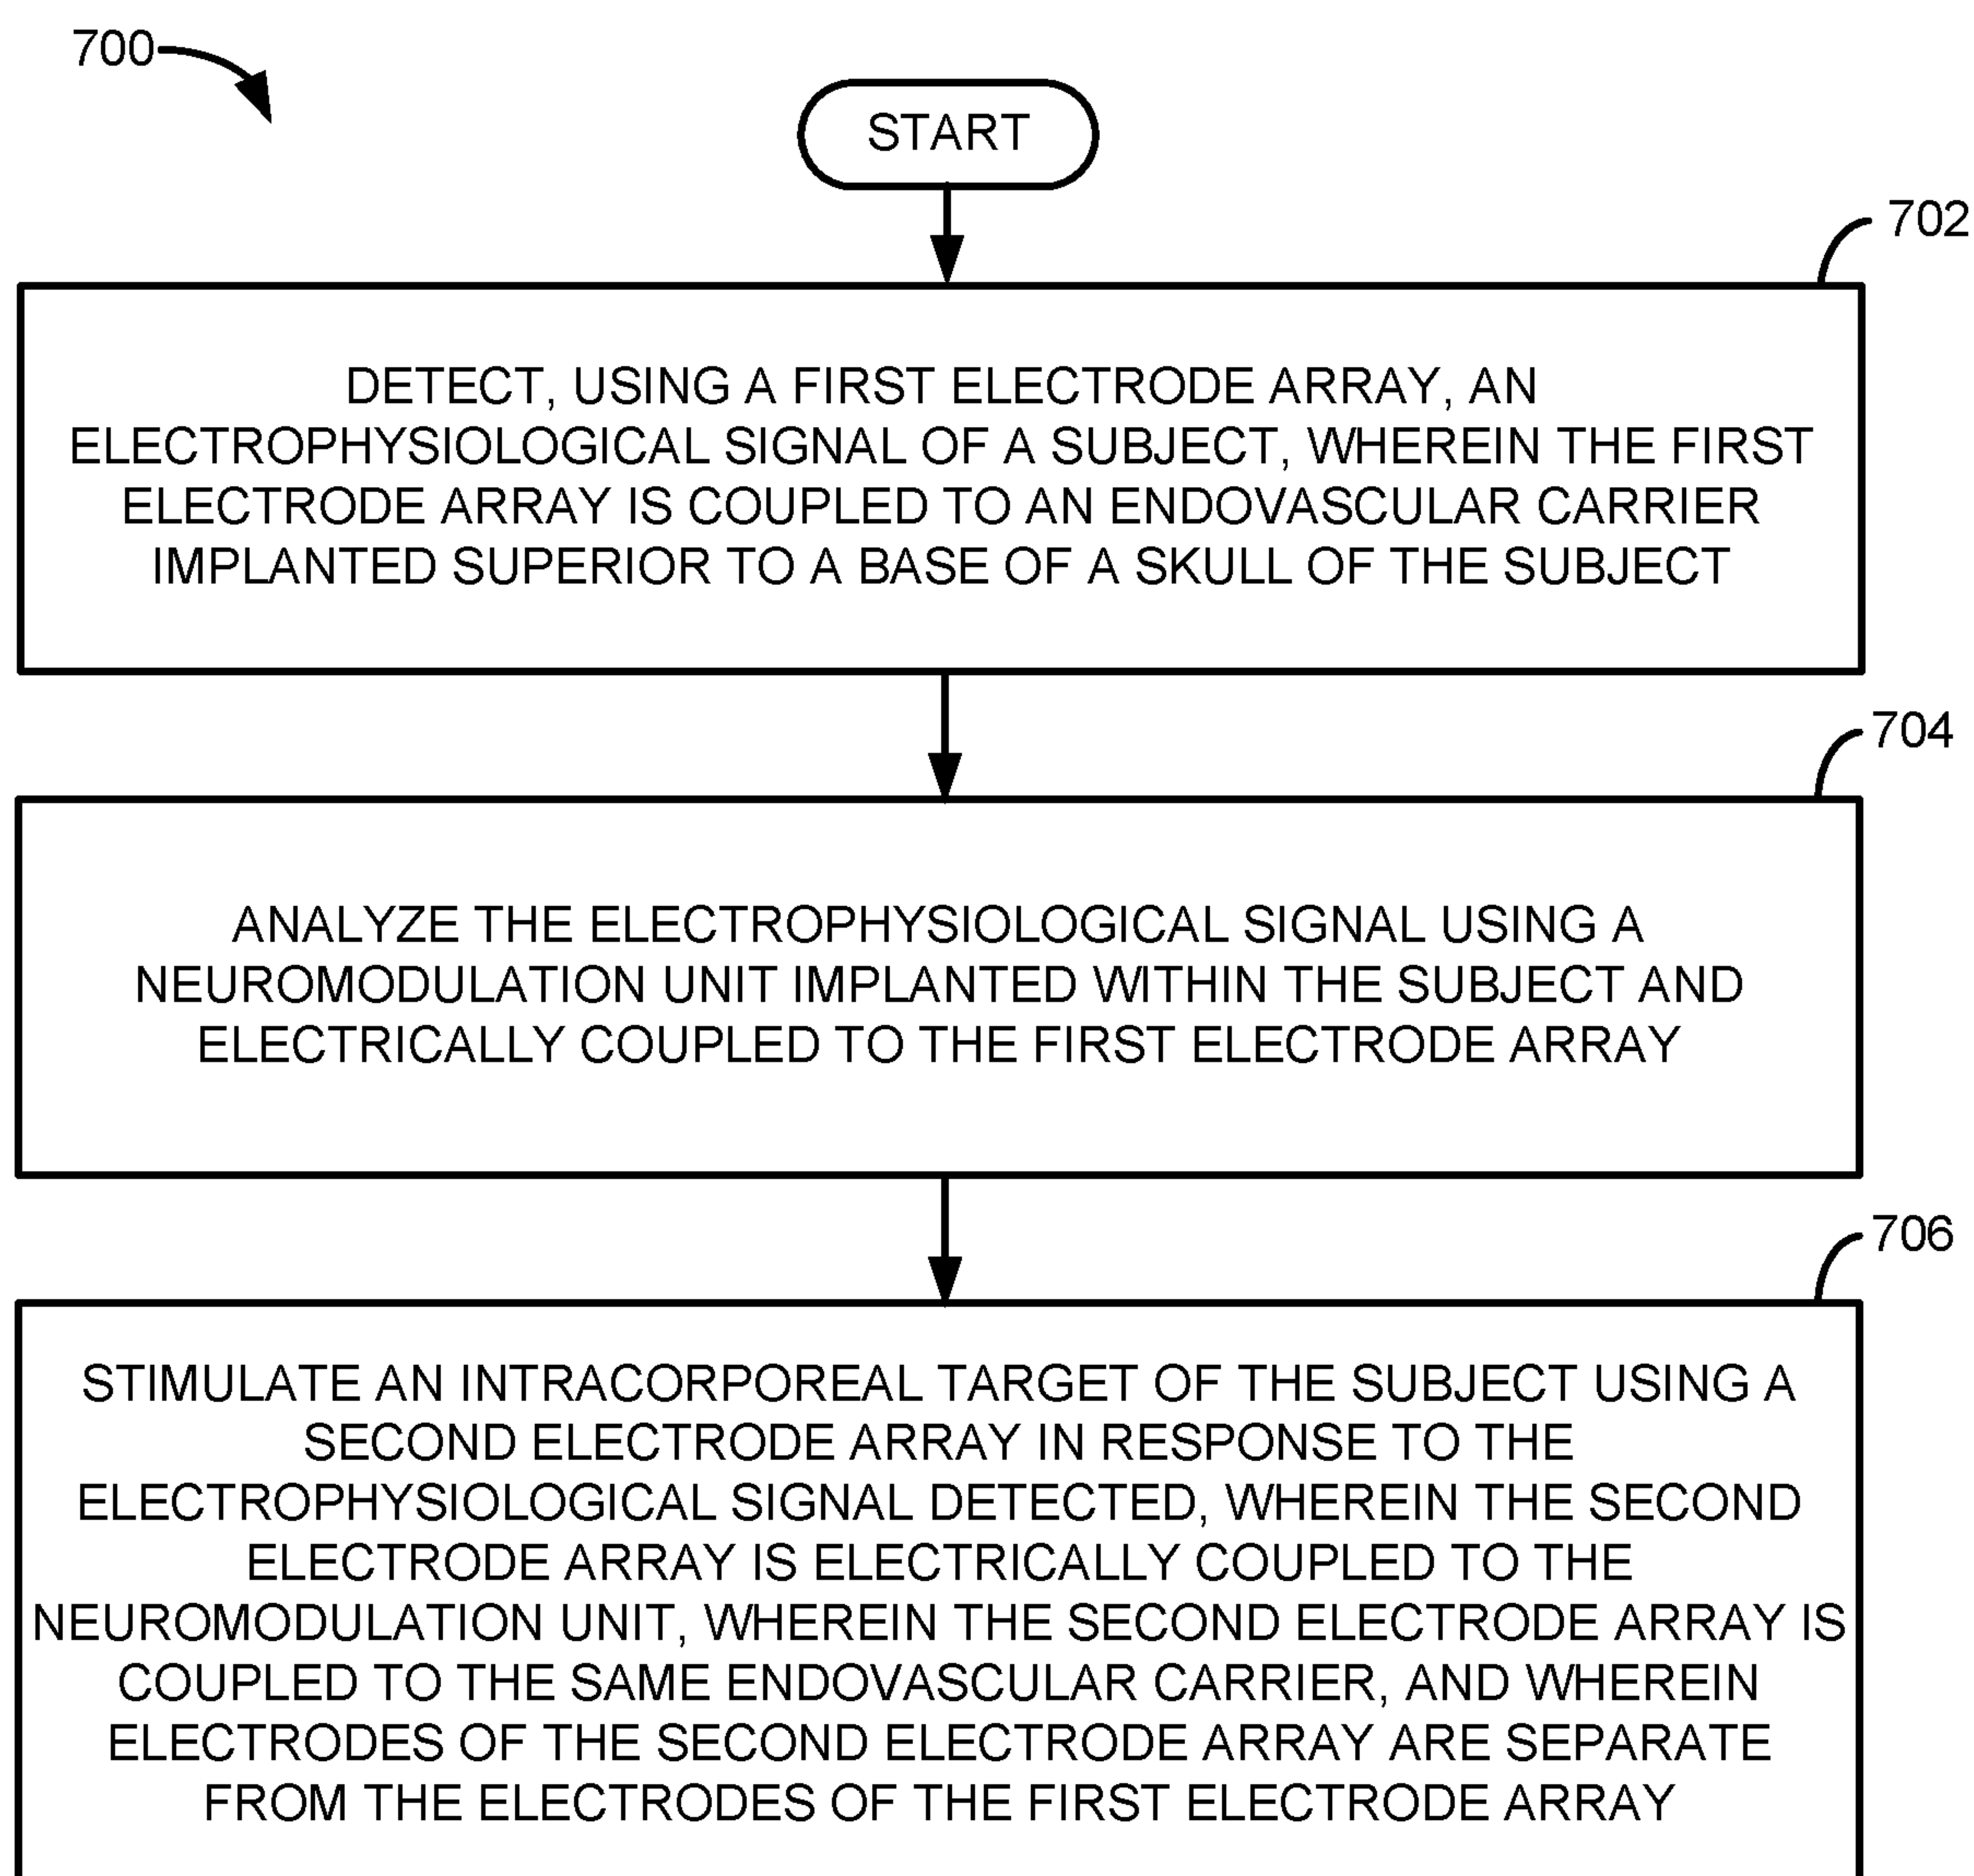 700
START
702
DETECT, USING A FIRST ELECTRODE ARRAY, AN
ELECTROPHYSIOLOGICAL SIGNAL OF A SUBJECT, WHEREIN THE FIRST
ELECTRODE ARRAY IS COUPLED TO AN ENDOVASCULAR CARRIER
IMPLANTED SUPERIOR TO A BASE OF A SKULL OF THE SUBJECT
704
ANALYZE THE ELECTROPHYSIOLOGICAL SIGNAL USING A
NEUROMODULATION UNIT IMPLANTED WITHIN THE SUBJECT AND
ELECTRICALLY COUPLED TO THE FIRST ELECTRODE ARRAY
706
STIMULATE AN INTRACORPOREAL TARGET OF THE SUBJECT USING A
SECOND ELECTRODE ARRAY IN RESPONSE TO THE
ELECTROPHYSIOLOGICAL SIGNAL DETECTED, WHEREIN THE SECOND
ELECTRODE ARRAY IS ELECTRICALLY COUPLED TO THE
NEUROMODULATION UNIT, WHEREIN THE SECOND ELECTRODE ARRAY IS
COUPLED TO THE SAME ENDOVASCULAR CARRIER, AND WHEREIN
ELECTRODES OF THE SECOND ELECTRODE ARRAY ARE SEPARATE
FROM THE ELECTRODES OF THE FIRST ELECTRODE ARRAY